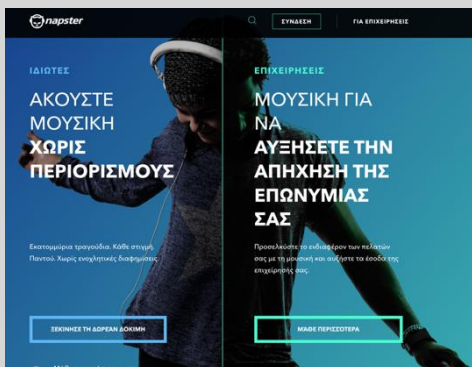 napster
ΣΥΝΔΕΣΗ
ΓΙΑ ΕΠΙΧΕΙΡΗΣΕΙΣ
ΙΔΙΩΤΕΣ
ΑΚΟΥΣΤΕ
ΜΟΥΣΙΚΗ
ΧΩΡΙΣ
ΠΕΡΙΟΡΙΣΜΟΥΣ
Εκατομμύρια τραγούδια. Κάθε στιγμή.
Παντού. Χωρίς ενοχλητικές διαφημίσεις
ΞΕΚΙΝΗΣΕ ΤΗ ΔΩΡΕΑΝ ΔΟΚΙΜΗ
ΕΠΙΧΕΙΡΗΣΕΙΣ
ΜΟΥΣΙΚΗ ΓΙΑ
ΝΑ
ΑΥΞΗΣΕΤΕ ΤΗΝ
ΑΠΗΧΗΣΗ ΤΗΣ
ΕΠΩΝΥΜΙΑΣ
ΣΑΣ
Προσελκύστε το ενδιαφέρον των πελατών
σας με τη μουσική και αυξήστε τα έσοδα της
επιχείρησής σας.
ΜΑΘΕ ΠΕΡΙΣΣΟΤΕΡΑ